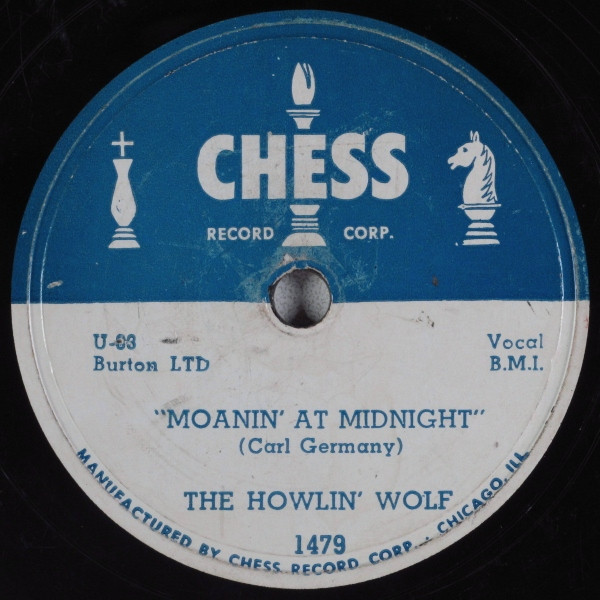 CHESS
RECORD CORP.
U-83 Vocal
Burton LTD B.M.I.
"MOANIN' AT MIDNIGHT"
(Carl Germany)
THE HOWLIN' WOLF
1479
MANUFACTURED BY CHESS RECORD CORP. CHICAGO, ILL.